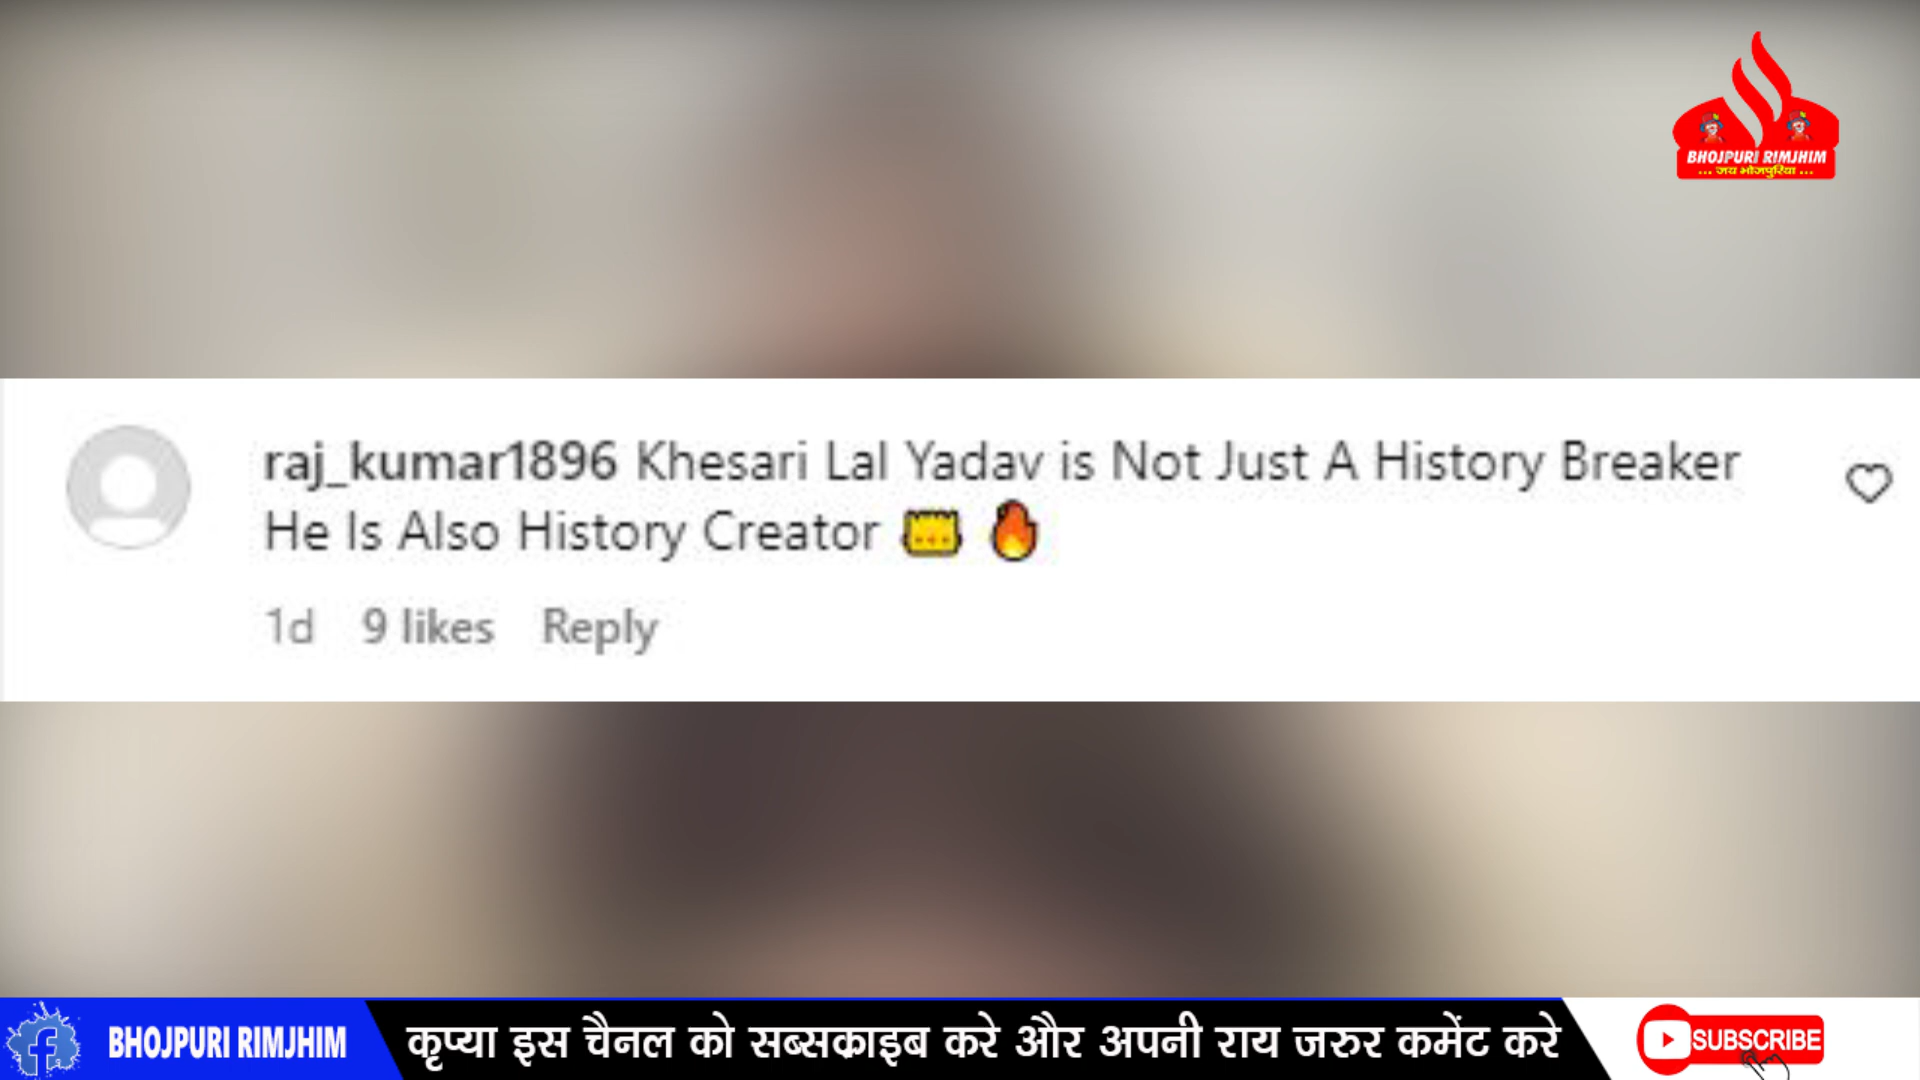 BHOJPURI RIMJHIM
... जय भोजपुरिया ...
raj_kumar1896 Khesari Lal Yadav is Not Just A History Breaker
He Is Also History Creator
1d 9 likes Reply
BHOJPURI RIMJHIM
कृप्या इस चैनल को सब्सक्राइब करे और अपनी राय जरुर कमेंट करे
SUBSCRIBE